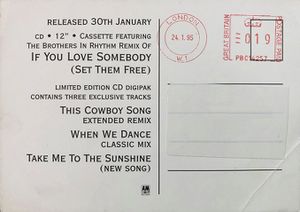 RELEASED 30TH JANUARY
CD • 12" • CASSETTE FEATURING
THE BROTHERS IN RHYTHM REMIX OF
IF YOU LOVE SOMEBODY
(SET THEM FREE)
LIMITED EDITION CD DIGIPAK
CONTAINS THREE EXCLUSIVE TRACKS
THIS COWBOY SONG
EXTENDED REMIX
WHEN WE DANCE
CLASSIC MIX
TAKE ME TO THE SUNSHINE
(NEW SONG)
LONDON
24.1.95
W.1
GREAT BRITAIN
019
POSTAGE PAID
A&M